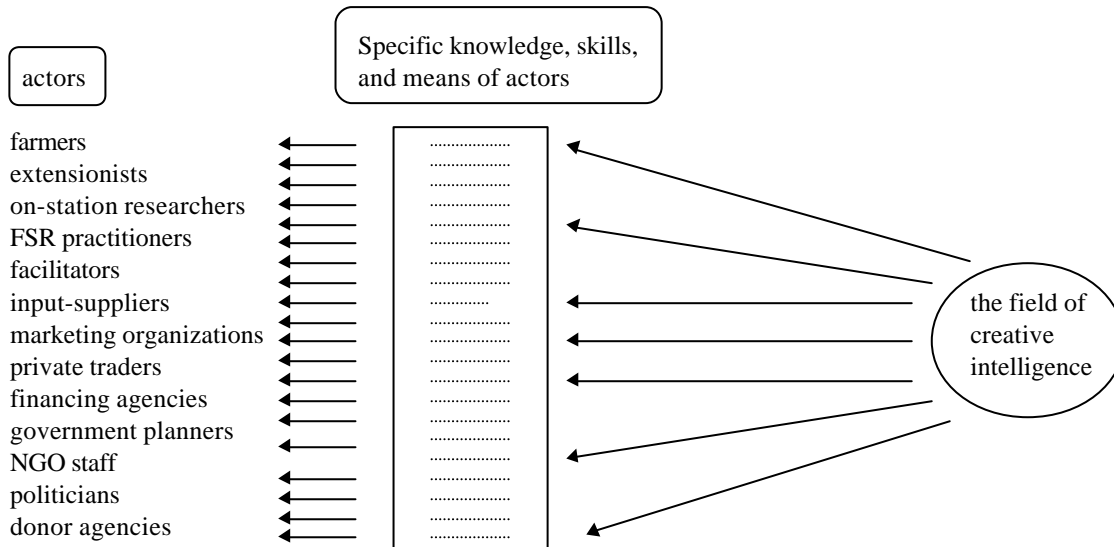 Specific knowledge, skills,
and means of actors
actors
farmers
extensionists
on-station researchers
FSR practitioners
facilitators
input-suppliers
marketing organizations
private traders
financing agencies
government planners
NGO staff
politicians
donor agencies
the field of
creative
intelligence